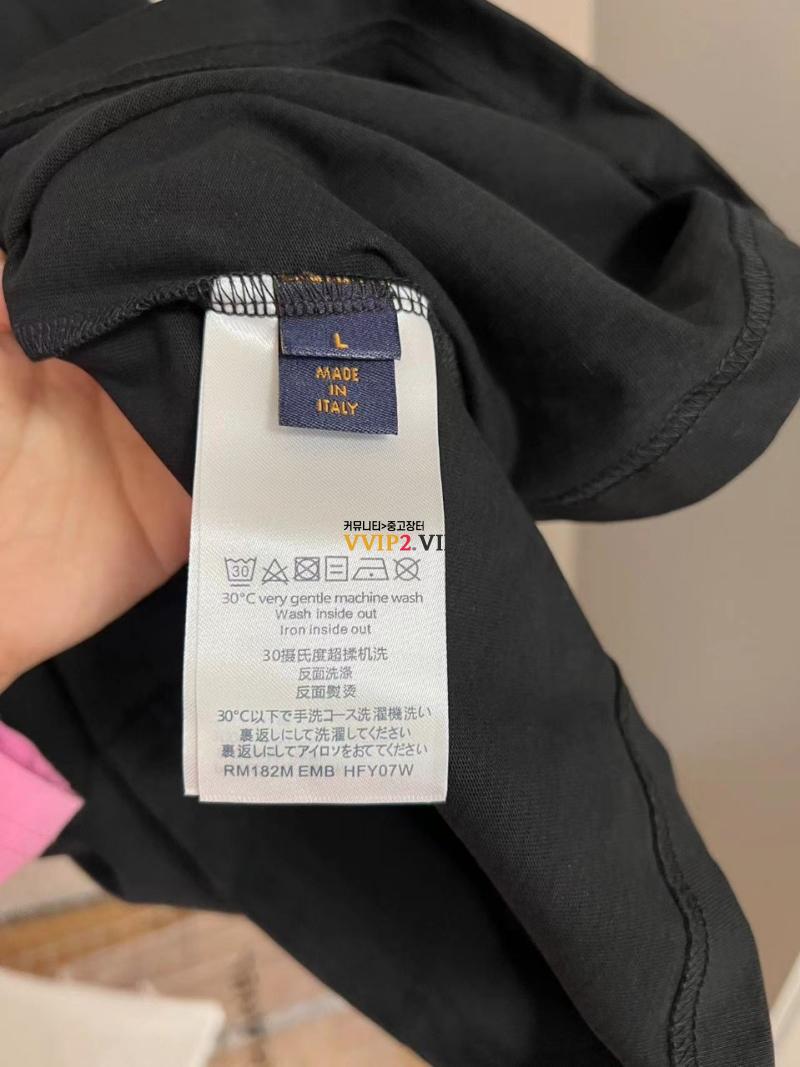 L
MADE
IN
ITALY
커뮤니티>중고장터
VVIP2.VI
30
30°C very gentle machine wash
Wash inside out
Iron inside out
30摄氏度超揉机洗
反面洗涤
反面熨烫
30°C以下で手洗コース洗濯機洗い
裏返しにして洗濯してください
裏返しにしてアイロソをおててください
RM182M EMB HFY07W